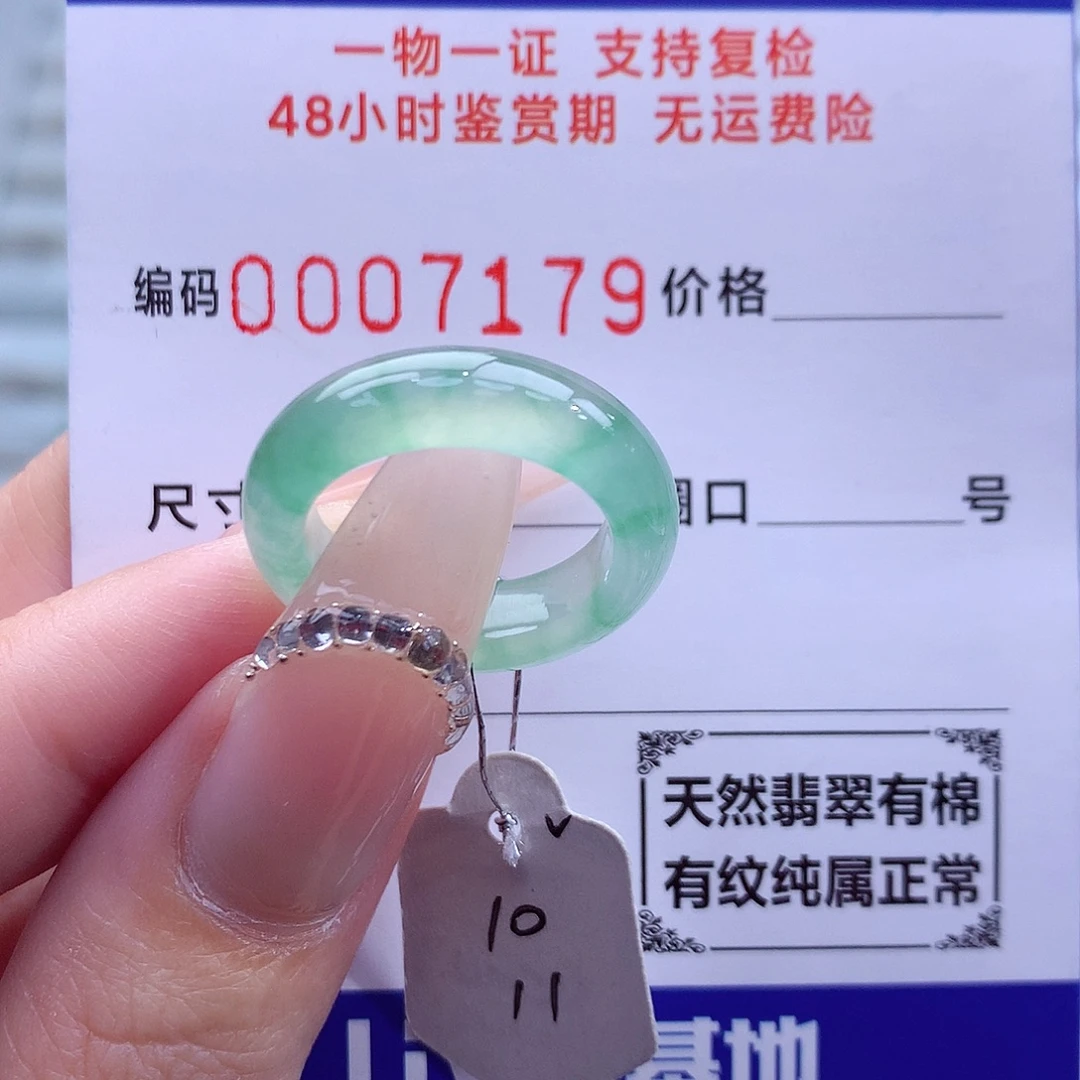 一物一证 支持复检
48小时鉴赏期 无运费险
编码0007179价格
尺寸 圈口 号
天然翡翠有棉
有纹纯属正常
10
11
基地